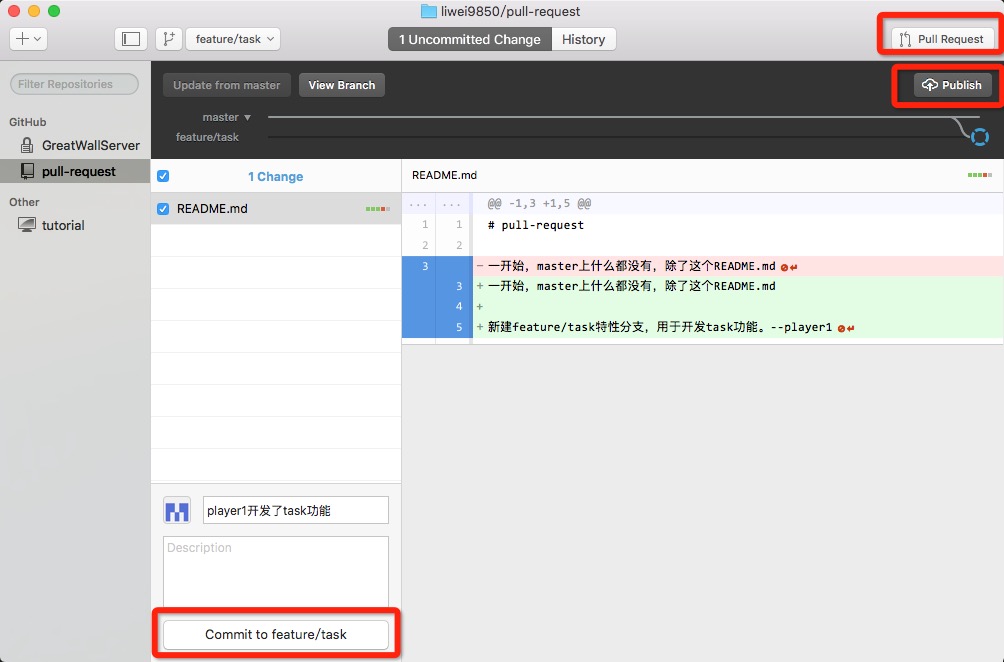 liwei9850/pull-request
feature/task
1 Uncommitted Change
History
Pull Request
Filter Repositories
Update from master
View Branch
Publish
master
feature/task
GitHub
GreatWallServer
pull-request
Other
tutorial
1 Change
README.md
README.md
... ... @@ -1,3 +1,5 @@
1 1 # pull-request
2 2
3 - 一开始，master上什么都没有，除了这个README.md
3 + 一开始，master上什么都没有，除了这个README.md
4 +
5 + 新建feature/task特性分支，用于开发task功能。--player1
player1开发了task功能
Description
Commit to feature/task